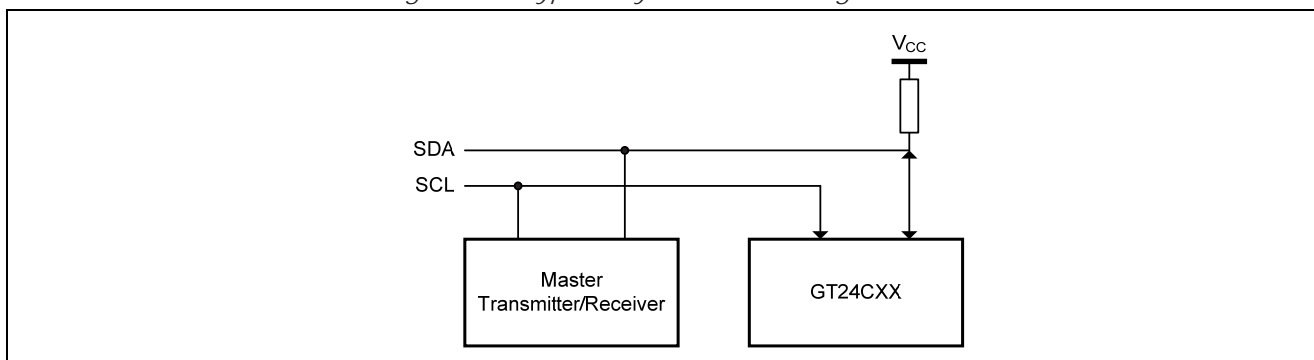 VCC
SDA
SCL
Master
Transmitter/Receiver
GT24CXX